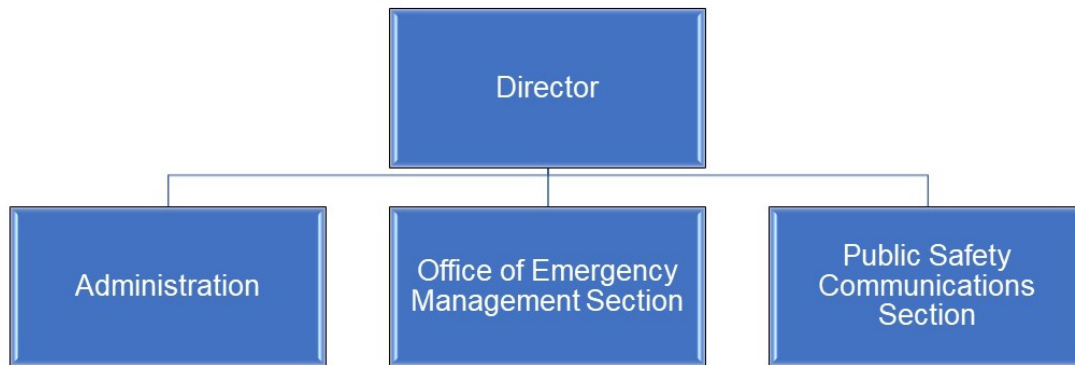 Director
Administration
Office of Emergency
Management Section
Public Safety
Communications
Section